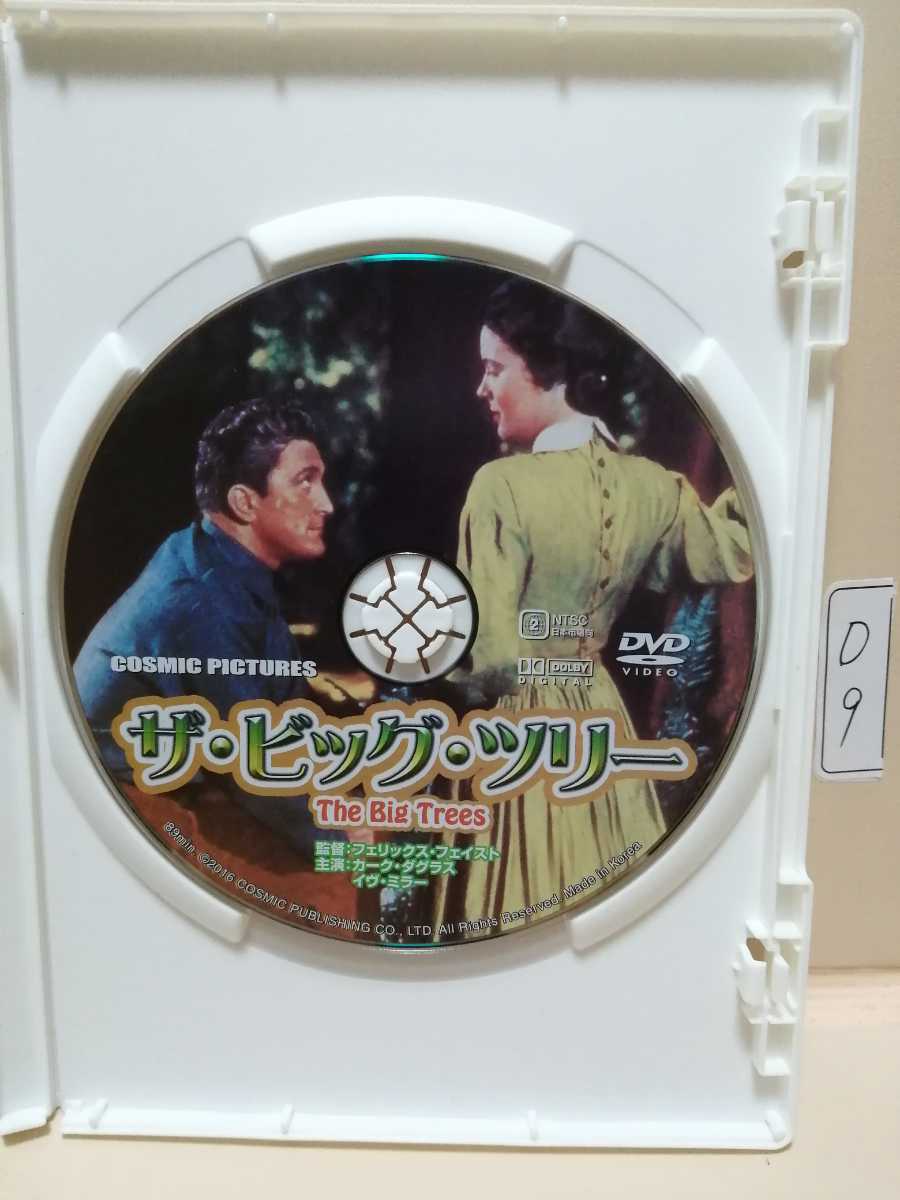 2 NTSC
日本市場向
DOLBY
DIGITAL
DVD
VIDEO
COSMIC PICTURES
ザ・ビッグ・ツリー
The Big Trees
監督:フェリックス・フェイスト
主演:カーク・ダグラス
イヴ・ミラー
89min. ©2016 COSMIC PUBLISHING CO., LTD. All Rights Reserved. Made in Korea
D
9